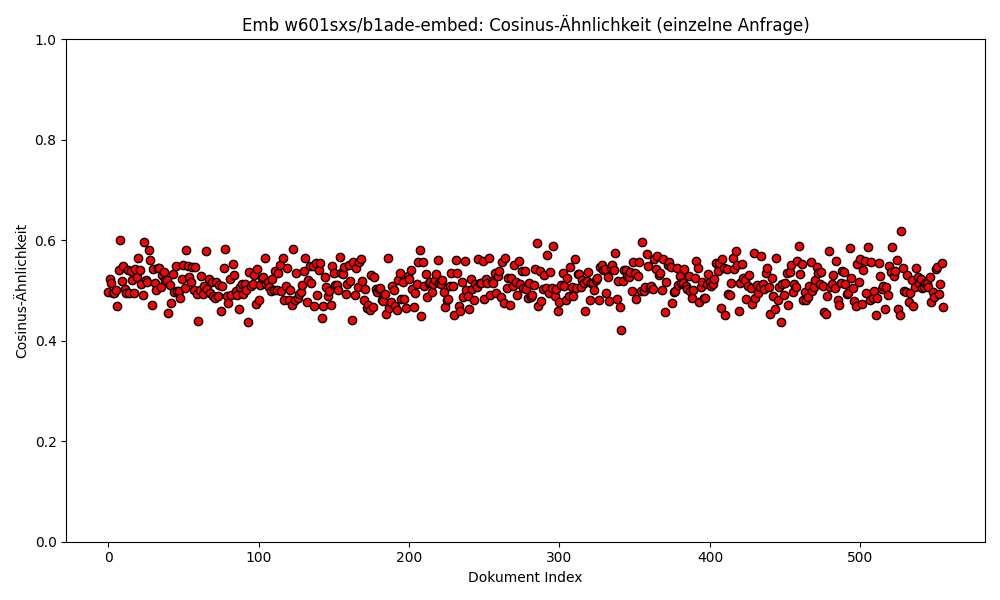 Emb w601sxs/b1ade-embed: Cosinus-Ähnlichkeit (einzelne Anfrage)
1.0
0.8
0.6
0.4
0.2
0.0
Cosinus-Ähnlichkeit
0 100 200 300 400 500
Dokument Index